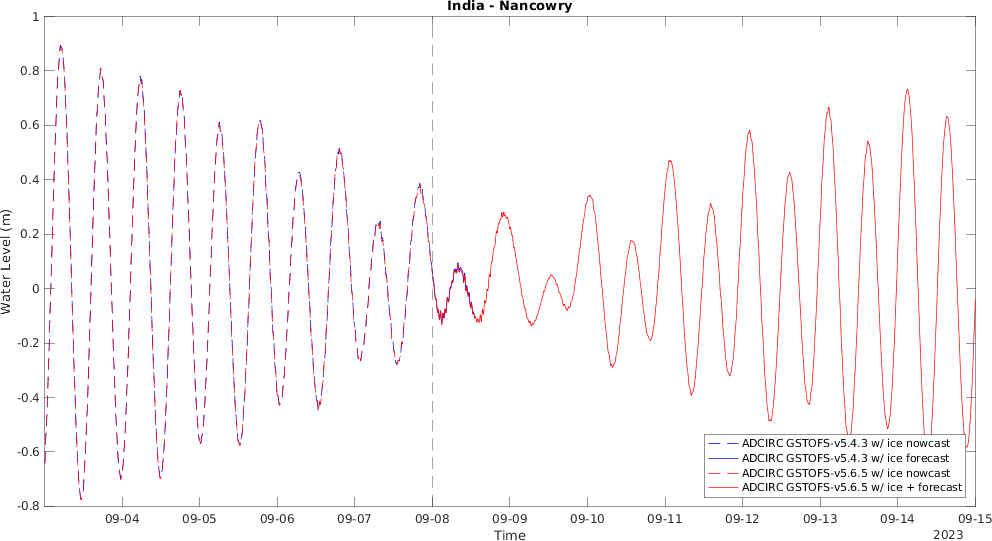 India - Nancowry
1
0.8
0.6
0.4
0.2
0
-0.2
-0.4
-0.6
-0.8
Water Level (m)
09-04 09-05 09-06 09-07 09-08 09-09 09-10 09-11 09-12 09-13 09-14 09-15
Time
2023
ADCIRC GSTOFS-v5.4.3 w/ ice nowcast
ADCIRC GSTOFS-v5.4.3 w/ ice forecast
ADCIRC GSTOFS-v5.6.5 w/ ice nowcast
ADCIRC GSTOFS-v5.6.5 w/ ice + forecast